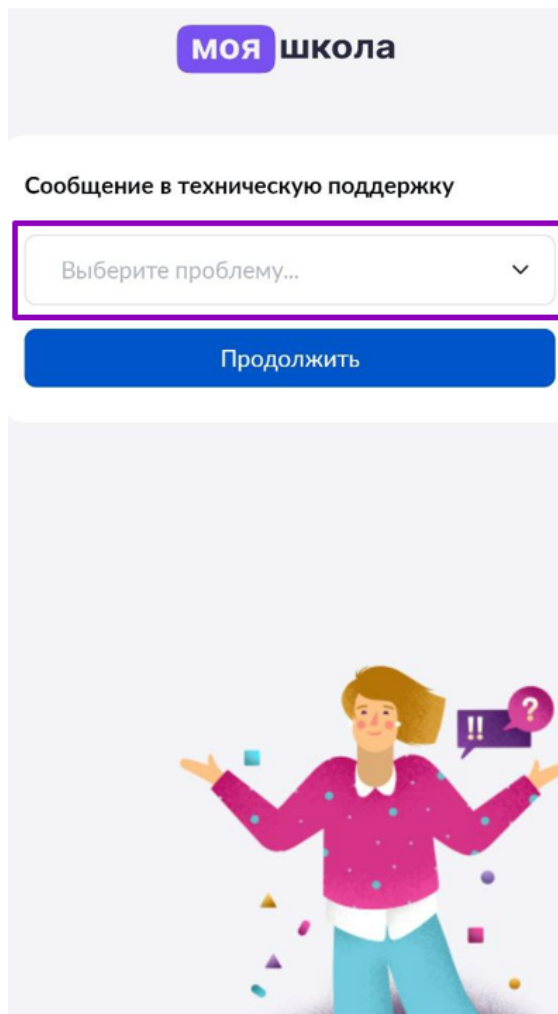 моя школа
Сообщение в техническую поддержку
Выберите проблему...
Продолжить
!! ?